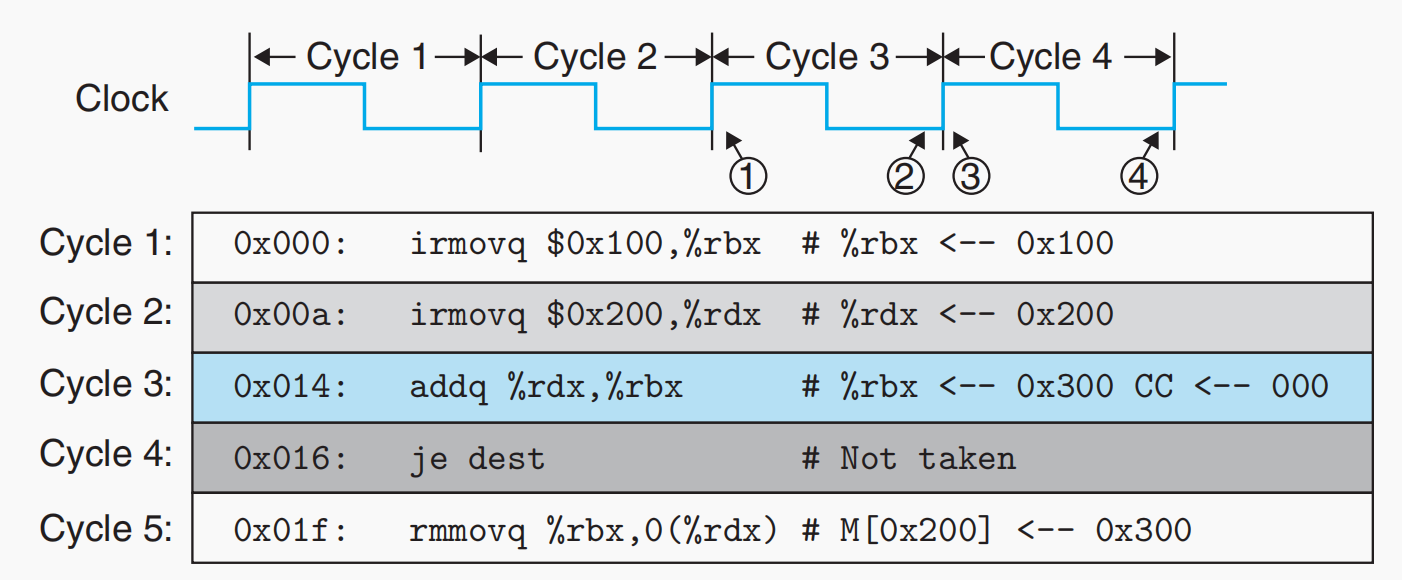 Cycle 1 Cycle 2 Cycle 3 Cycle 4
Clock
① ② ③ ④
Cycle 1: 0x000: irmovq $0x100,%rbx # %rbx <-- 0x100
Cycle 2: 0x00a: irmovq $0x200,%rdx # %rdx <-- 0x200
Cycle 3: 0x014: addq %rdx,%rbx # %rbx <-- 0x300 CC <-- 000
Cycle 4: 0x016: je dest # Not taken
Cycle 5: 0x01f: rmmovq %rbx,0(%rdx) # M[0x200] <-- 0x300